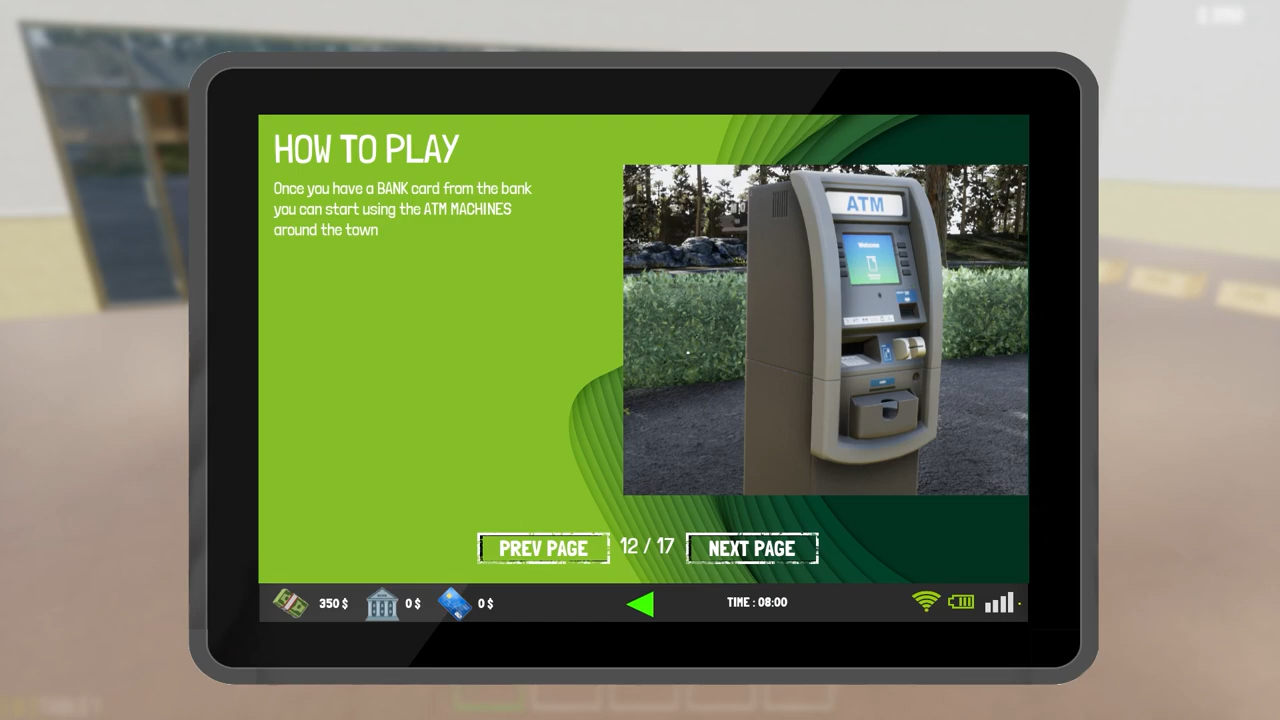 HOW TO PLAY
Once you have a BANK card from the bank
you can start using the ATM MACHINES
around the town
ATM
Welcome
PREV PAGE
12 / 17
NEXT PAGE
350 $
0 $
0 $
TIME : 08:00